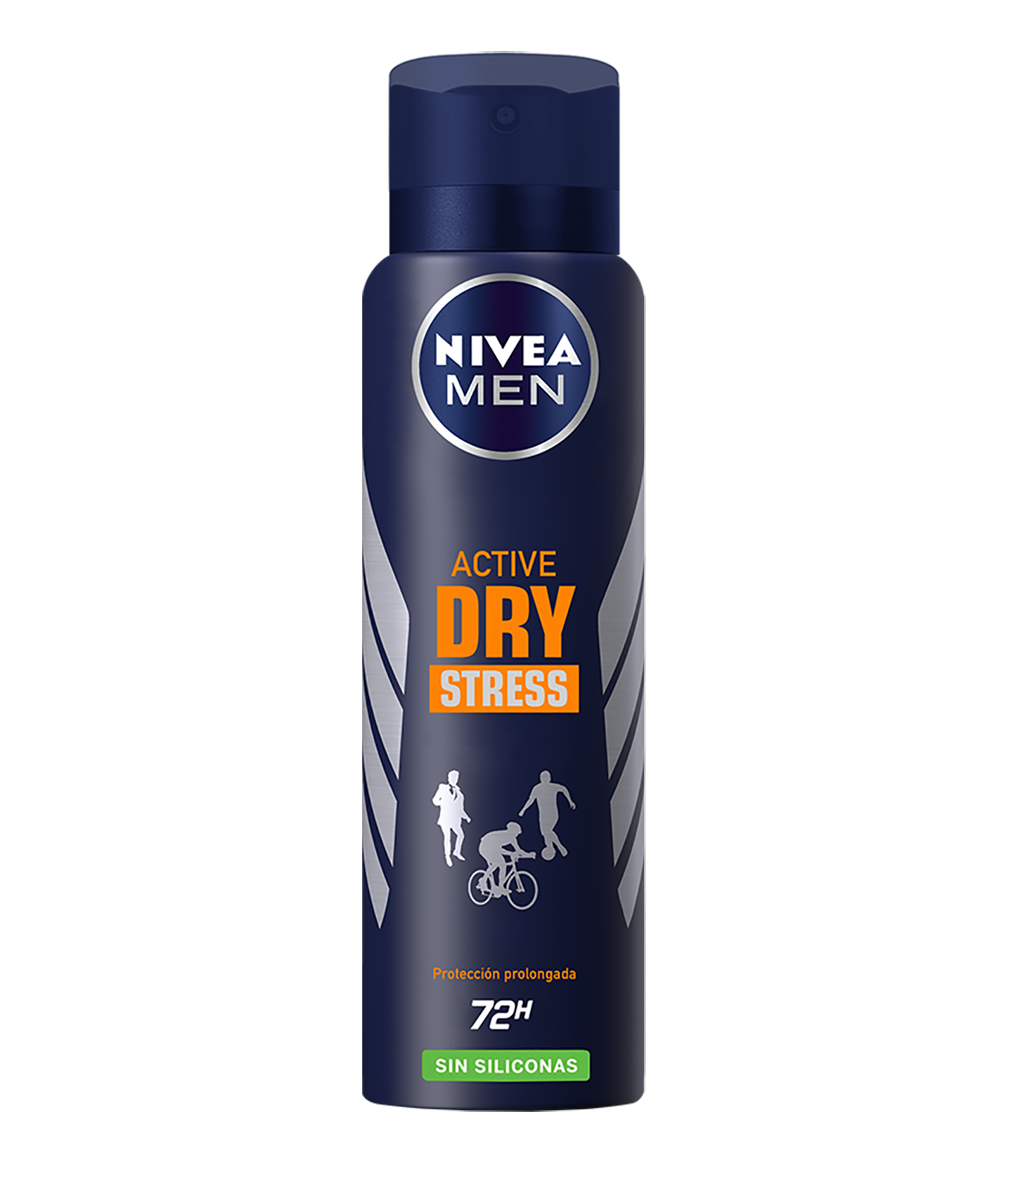 NIVEA
MEN
ACTIVE
DRY
STRESS
Protección prolongada
72H
SIN SILICONAS